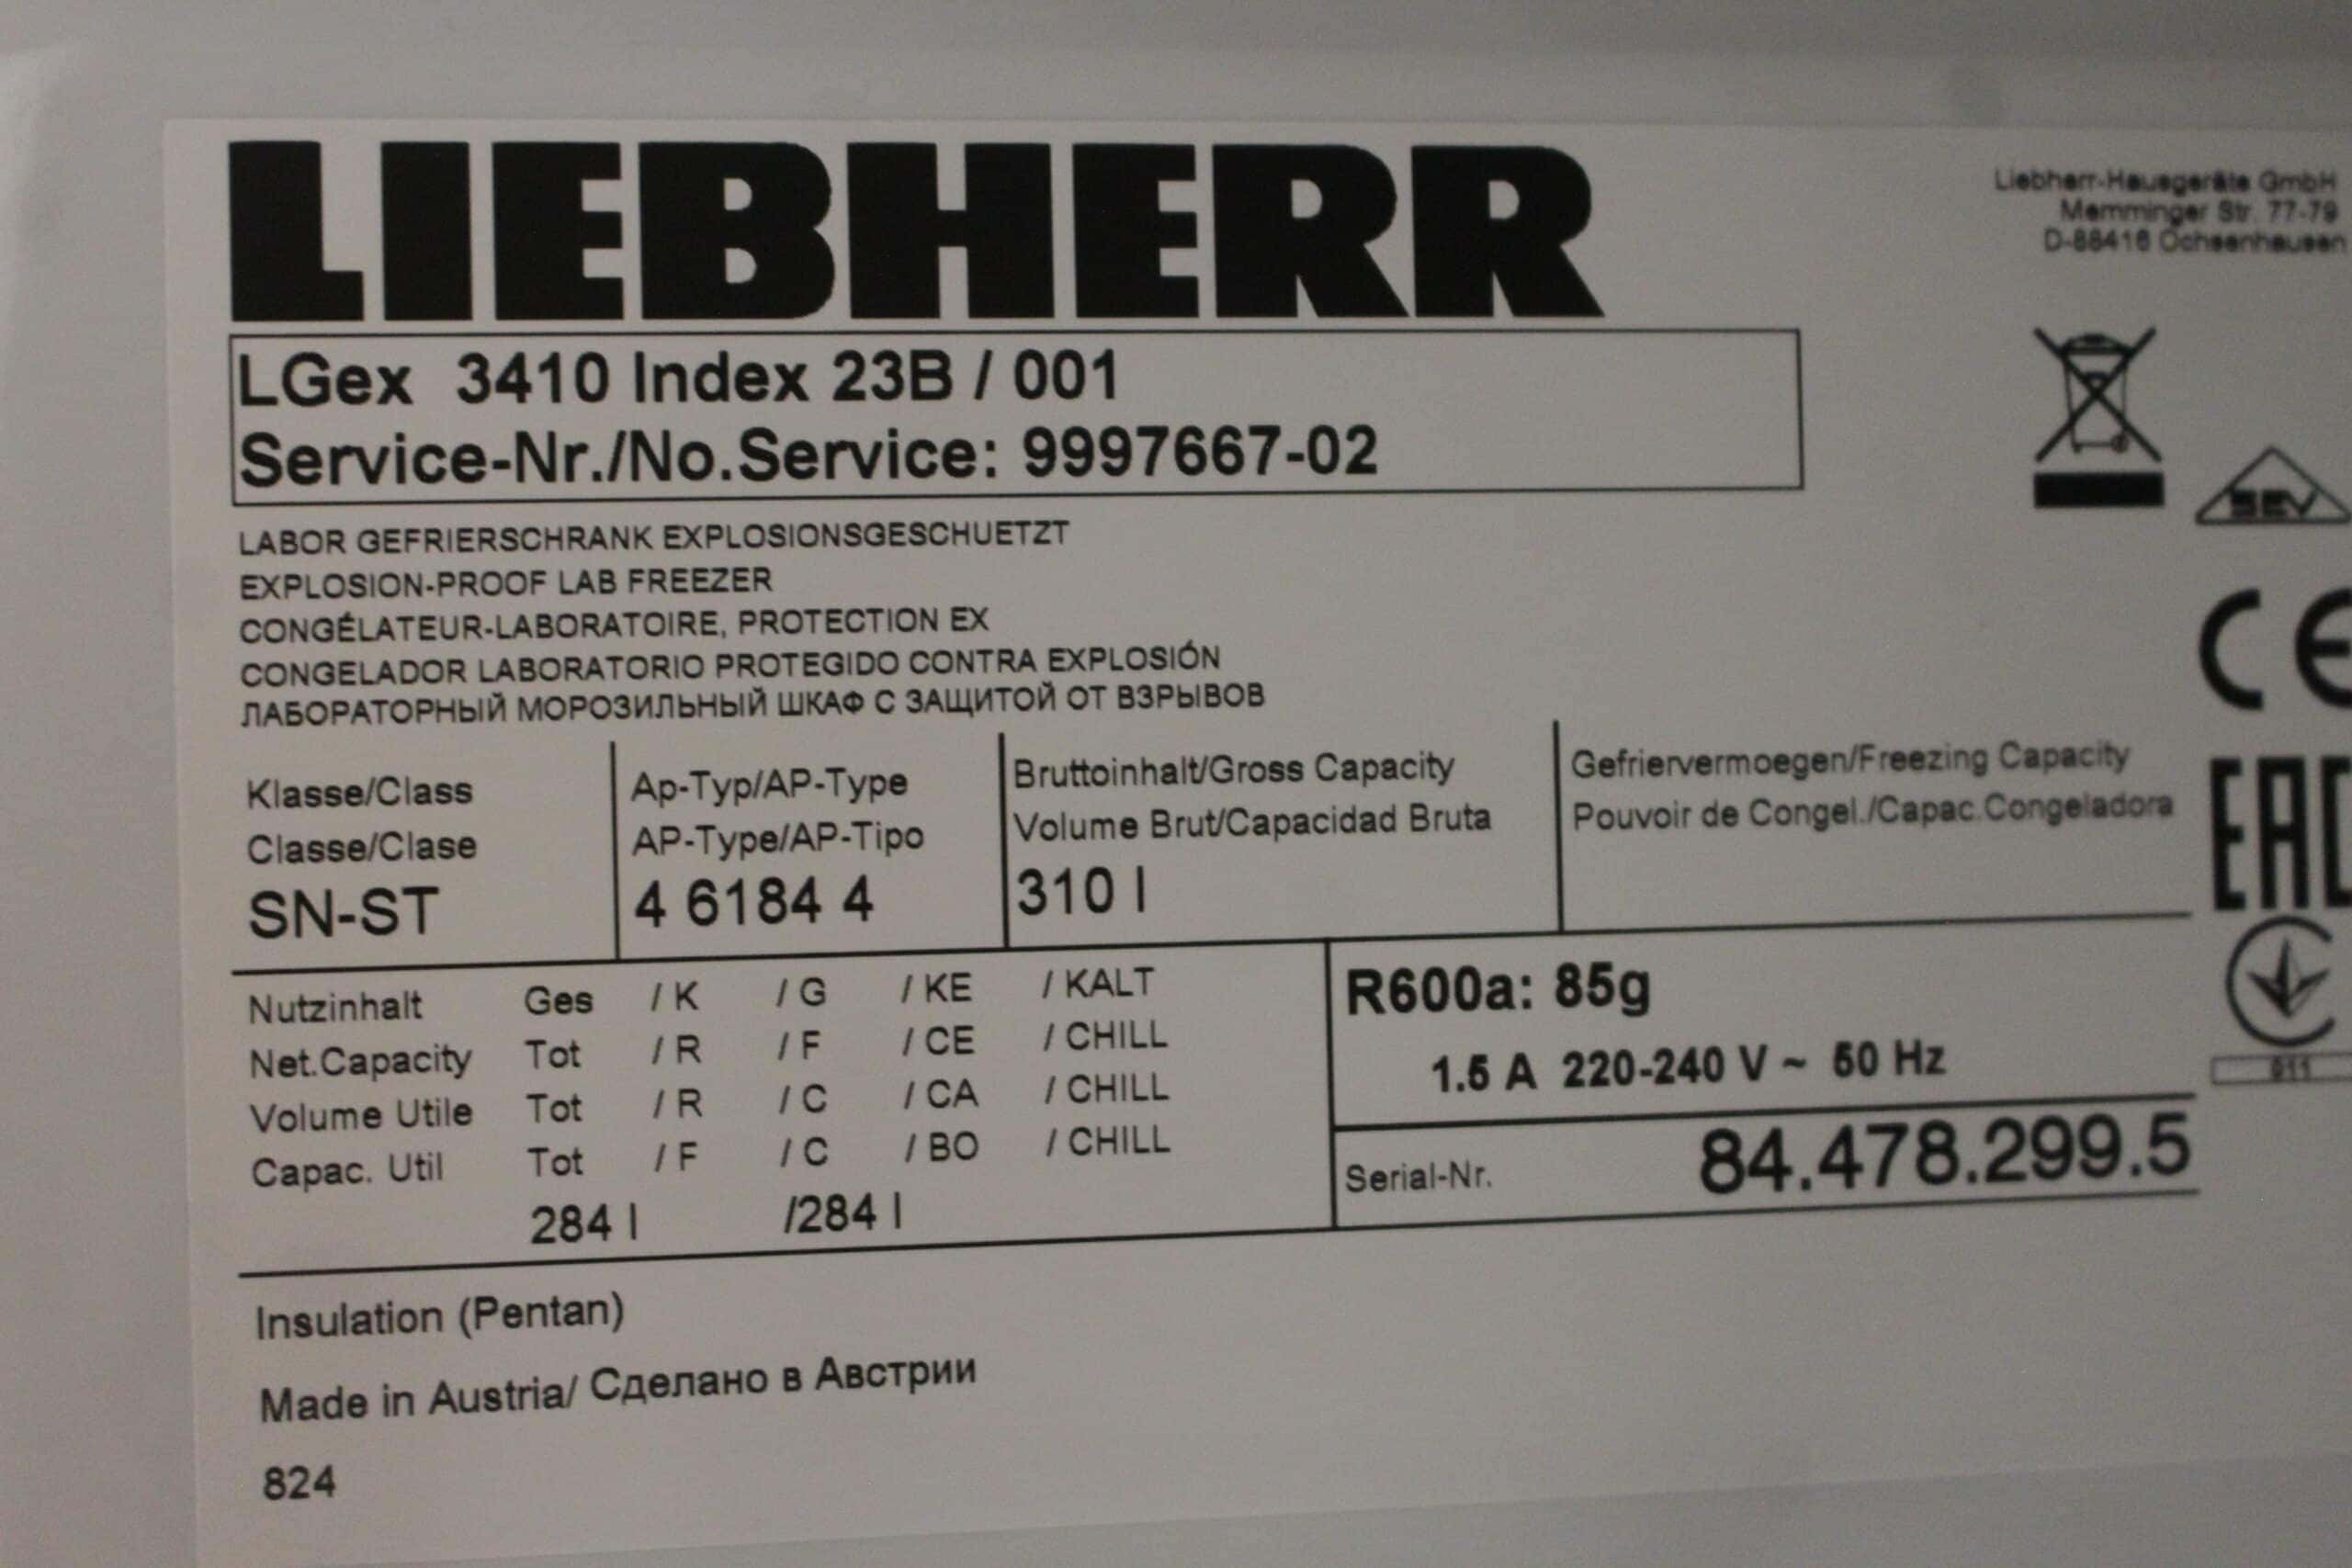 LIEBHERR
Liebherr-Hausgeräte GmbH
Memminger Str. 77-79
D-88416 Ochsenhausen
LGex 3410 Index 23B / 001
Service-Nr./No.Service: 9997667-02
LABOR GEFRIERSCHRANK EXPLOSIONSGESCHUETZT
EXPLOSION-PROOF LAB FREEZER
CONGÉLATEUR-LABORATOIRE, PROTECTION EX
CONGELADOR LABORATORIO PROTEGIDO CONTRA EXPLOSIÓN
ЛАБОРАТОРНЫЙ МОРОЗИЛЬНЫЙ ШКАФ С ЗАЩИТОЙ ОТ ВЗРЫВОВ
SEV
CE
EAC
011
Klasse/Class
Classe/Clase
SN-ST
Ap-Typ/AP-Type
AP-Type/AP-Tipo
4 6184 4
Bruttoinhalt/Gross Capacity
Volume Brut/Capacidad Bruta
310 l
Gefriervermoegen/Freezing Capacity
Pouvoir de Congel./Capac.Congeladora
Nutzinhalt Ges / K / G / KE / KALT
Net.Capacity Tot / R / F / CE / CHILL
Volume Utile Tot / R / C / CA / CHILL
Capac. Util Tot / F / C / BO / CHILL
284 l /284 l
R600a: 85g
1.5 A 220-240 V ~ 50 Hz
Serial-Nr. 84.478.299.5
Insulation (Pentan)
Made in Austria/ Сделано в Австрии
824